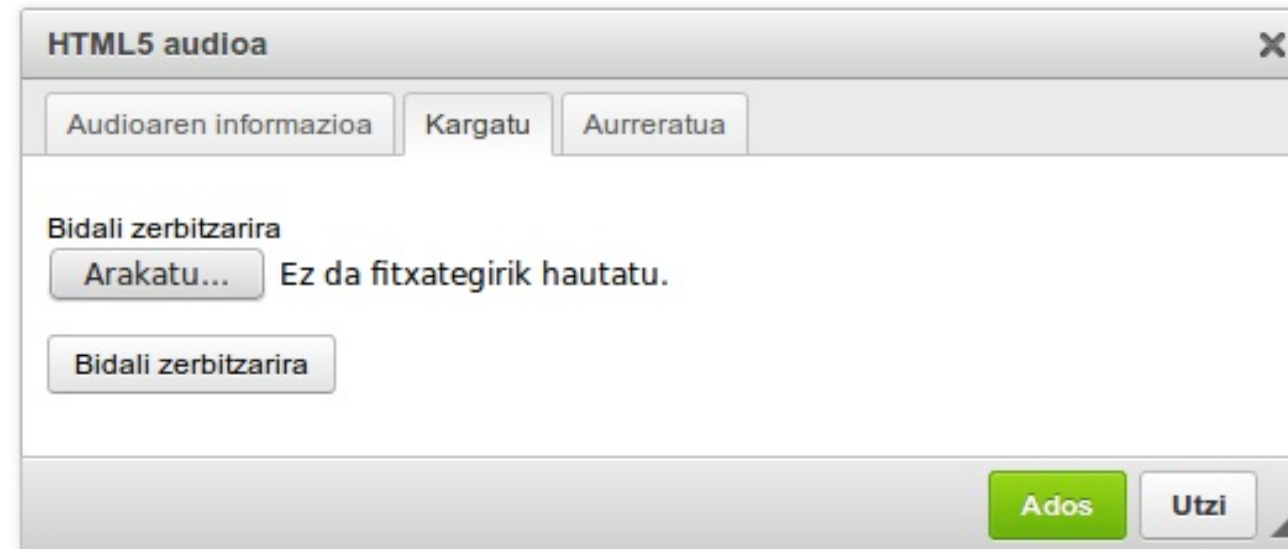 HTML5 audioa
Audioaren informazioa Kargatu Aurreratua
Bidali zerbitzarira
Arakatu... Ez da fitxategirik hautatu.
Bidali zerbitzarira
Ados Utzi